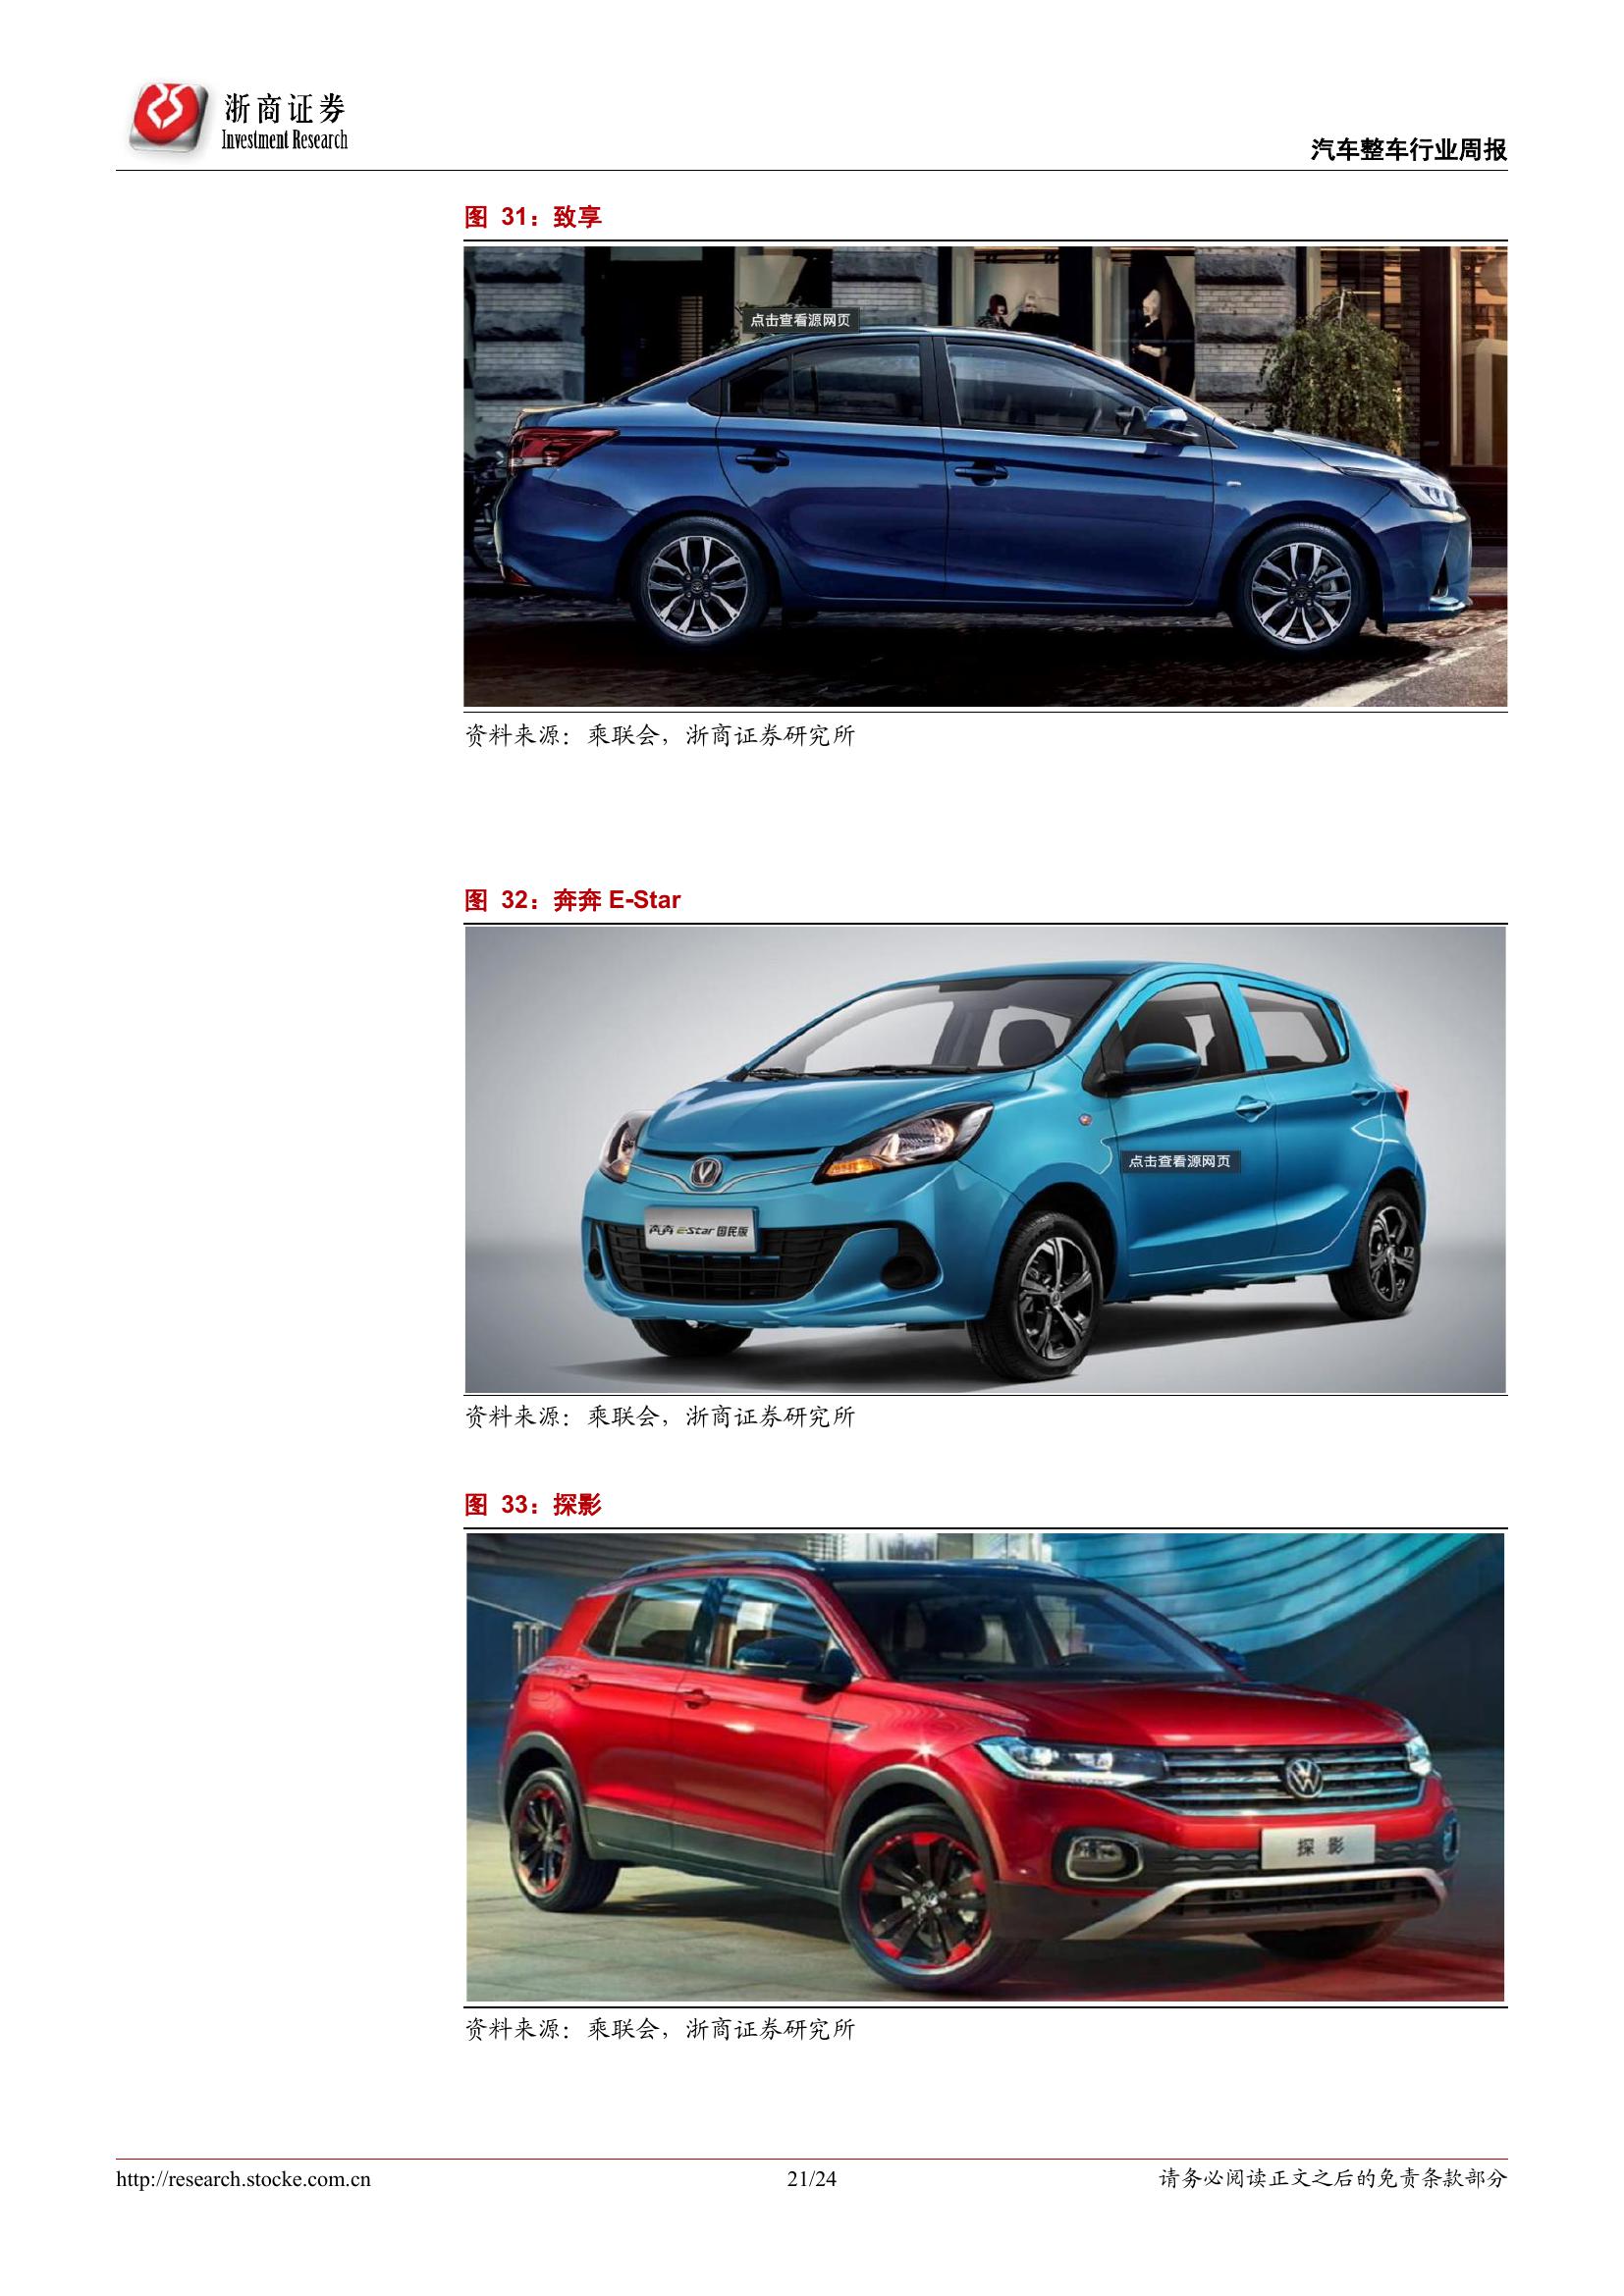 浙商证券
Investment Research
汽车整车行业周报
图 31：致享
点击查看源网页
资料来源：乘联会，浙商证券研究所
图 32：奔奔 E-Star
点击查看源网页
奔奔 E-Star 国民版
资料来源：乘联会，浙商证券研究所
图 33：探影
探影
资料来源：乘联会，浙商证券研究所
http://research.stocke.com.cn
21/24
请务必阅读正文之后的免责条款部分